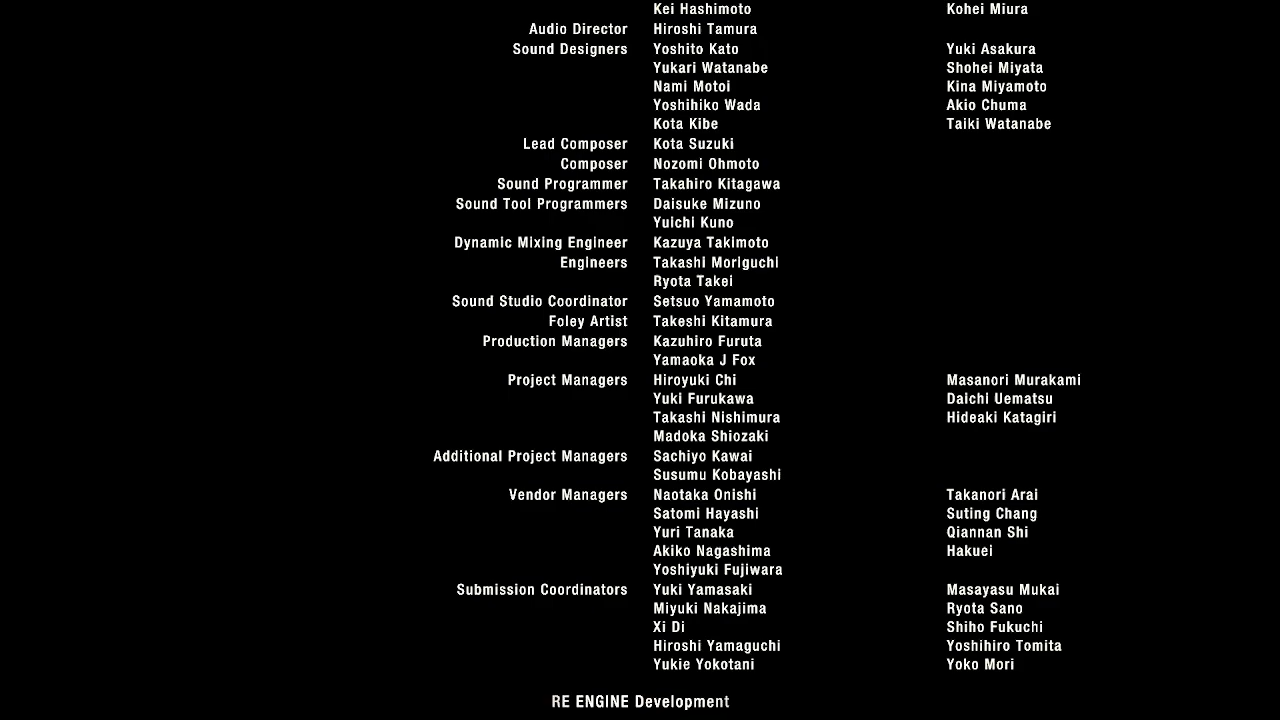 Kei Hashimoto Kohei Miura
Audio Director Hiroshi Tamura
Sound Designers Yoshito Kato Yuki Asakura
Yukari Watanabe Shohei Miyata
Nami Motoi Kina Miyamoto
Yoshihiko Wada Akio Chuma
Kota Kibe Taiki Watanabe
Lead Composer Kota Suzuki
Composer Nozomi Ohmoto
Sound Programmer Takahiro Kitagawa
Sound Tool Programmers Daisuke Mizuno
Yuichi Kuno
Dynamic Mixing Engineer Kazuya Takimoto
Engineers Takashi Moriguchi
Ryota Takei
Sound Studio Coordinator Setsuo Yamamoto
Foley Artist Takeshi Kitamura
Production Managers Kazuhiro Furuta
Yamaoka J Fox
Project Managers Hiroyuki Chi Masanori Murakami
Yuki Furukawa Daichi Uematsu
Takashi Nishimura Hideaki Katagiri
Madoka Shiozaki
Additional Project Managers Sachiyo Kawai
Susumu Kobayashi
Vendor Managers Naotaka Onishi Takanori Arai
Satomi Hayashi Suting Chang
Yuri Tanaka Qiannan Shi
Akiko Nagashima Hakuei
Yoshiyuki Fujiwara
Submission Coordinators Yuki Yamasaki Masayasu Mukai
Miyuki Nakajima Ryota Sano
Xi Di Shiho Fukuchi
Hiroshi Yamaguchi Yoshihiro Tomita
Yukie Yokotani Yoko Mori
RE ENGINE Development